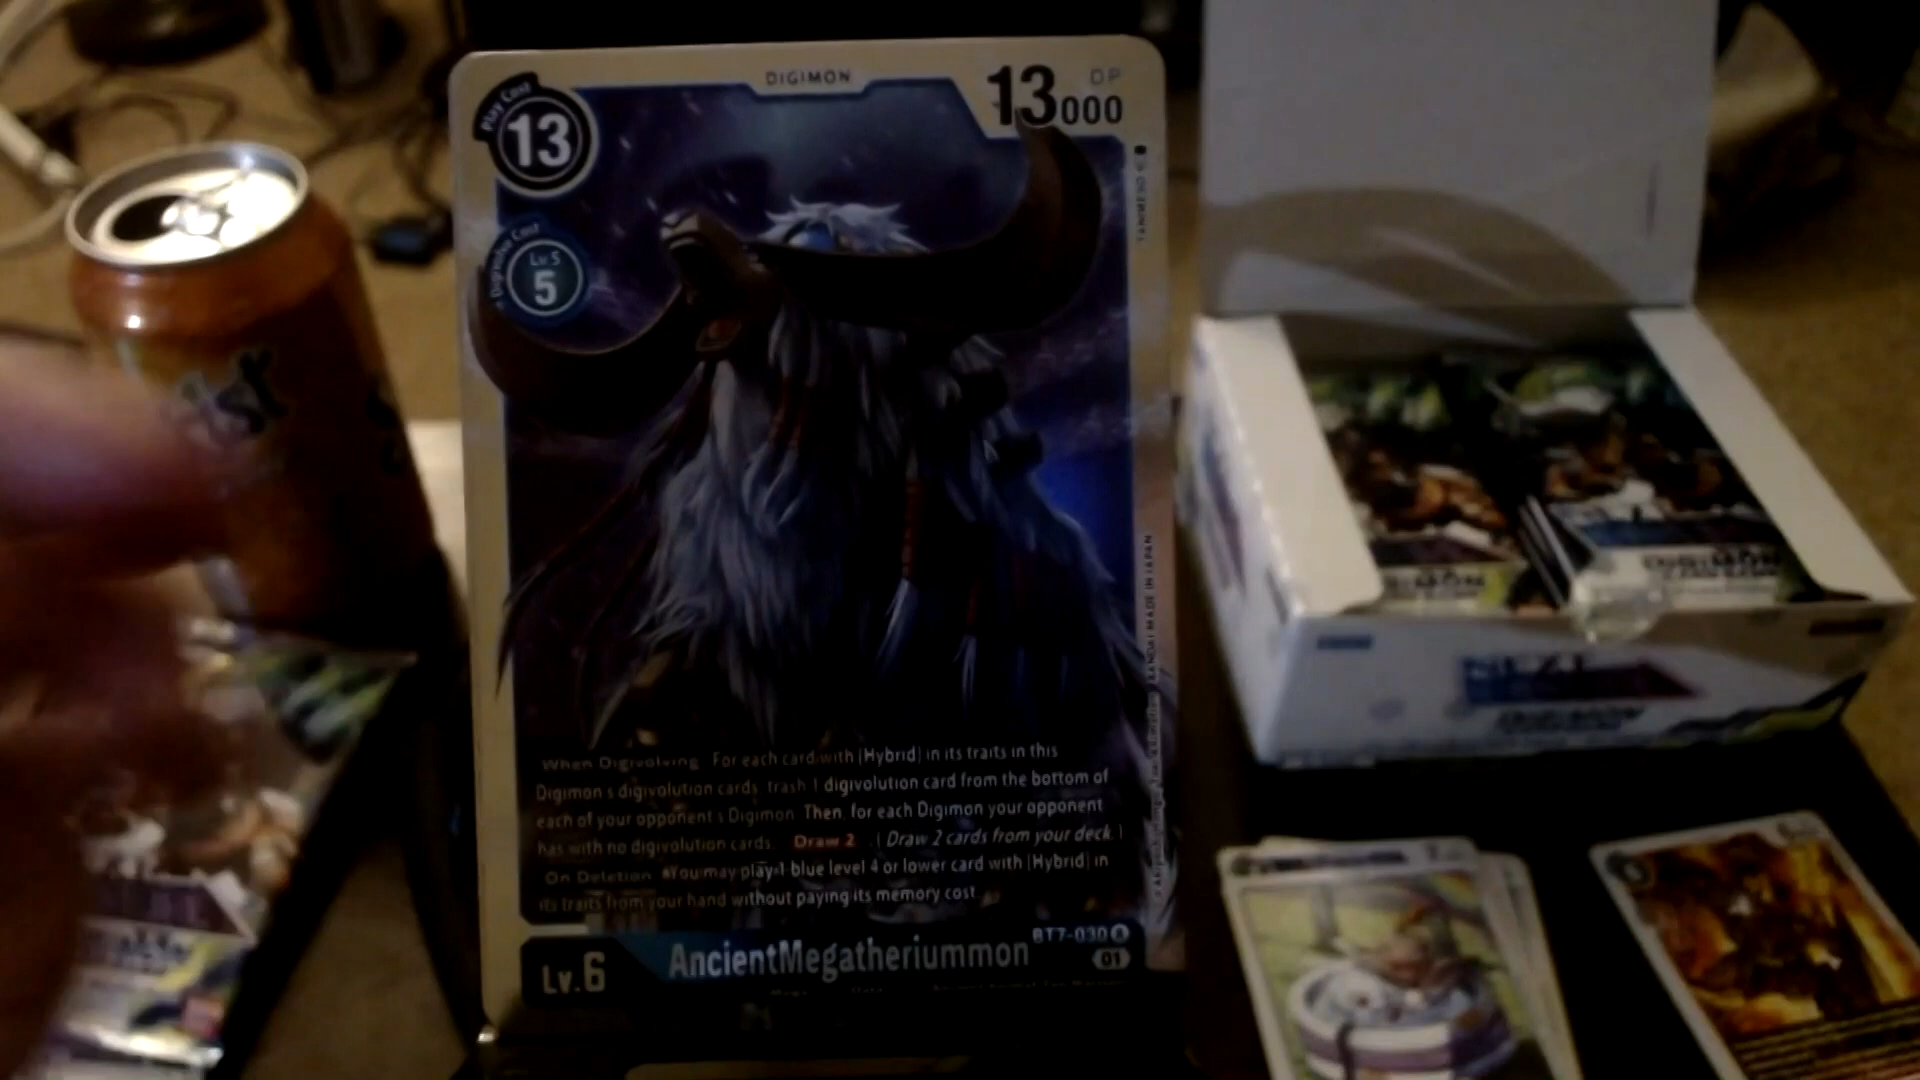 DIGIMON
Play Cost
13
13000
DP
Digivolve Cost
Lv.5
5
BANDAI MADE IN JAPAN
When Digivolving For each card with [Hybrid] in its traits in this
Digimon's digivolution cards, trash 1 digivolution card from the bottom of
each of your opponent's Digimon. Then, for each Digimon your opponent
has with no digivolution cards, Draw 2. (Draw 2 cards from your deck.)
On Deletion You may play 1 blue level 4 or lower card with [Hybrid] in
its traits from your hand without paying its memory cost.
Lv.6
AncientMegatheriummon
BT7-030 R
01
DIGIMON
DIGIMON